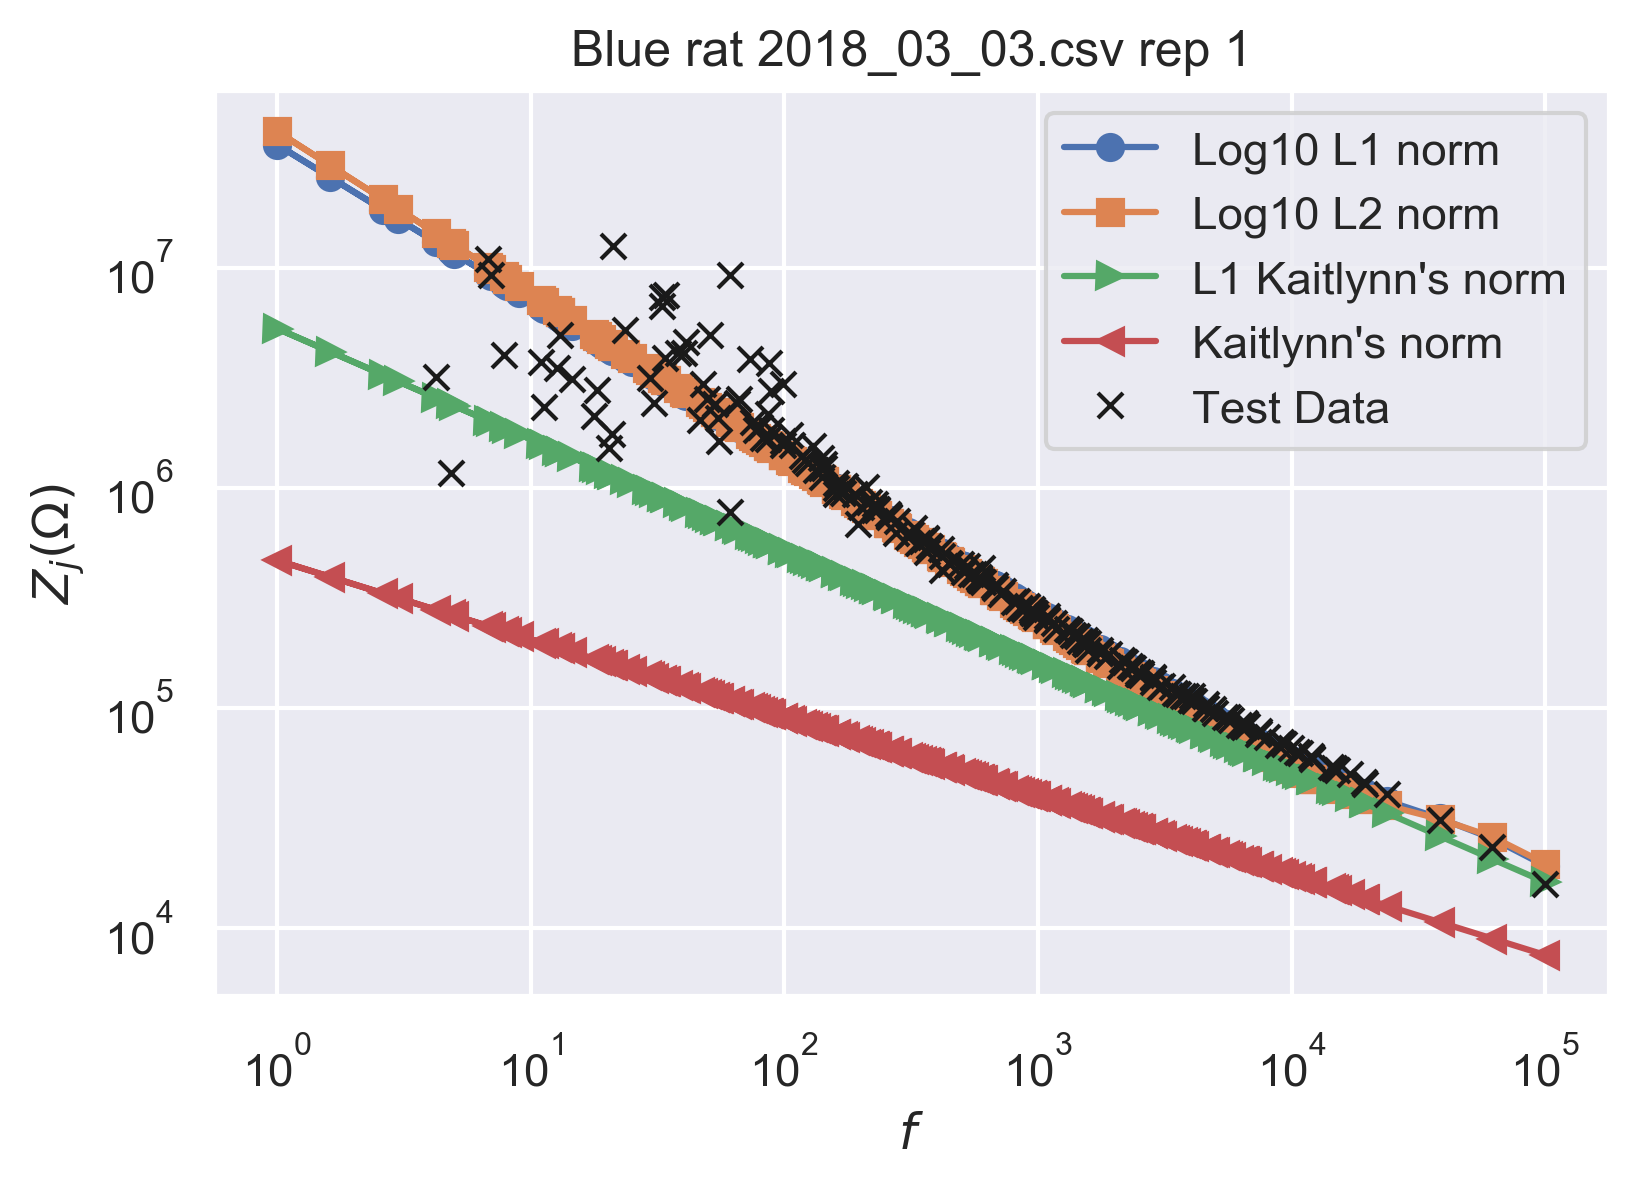 Blue rat 2018_03_03.csv rep 1
Log10 L1 norm
Log10 L2 norm
L1 Kaitlynn's norm
Kaitlynn's norm
Test Data
Z_j(Ω)
10^7
10^6
10^5
10^4
10^0 10^1 10^2 10^3 10^4 10^5
f